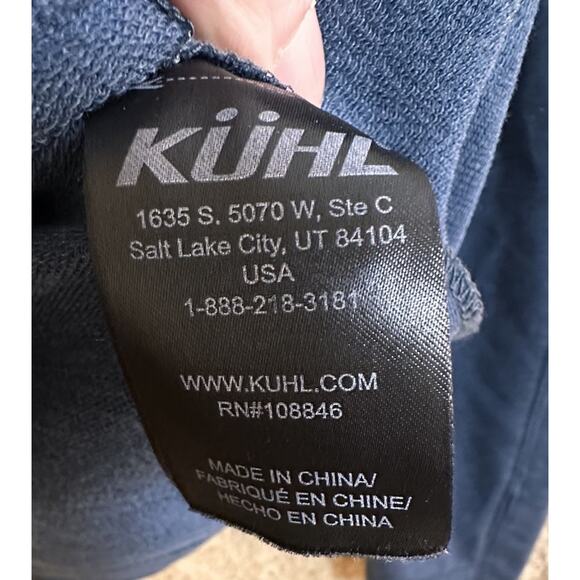 KÜHL
1635 S. 5070 W, Ste C
Salt Lake City, UT 84104
USA
1-888-218-3181
WWW.KUHL.COM
RN#108846
MADE IN CHINA/
FABRIQUÉ EN CHINE/
HECHO EN CHINA